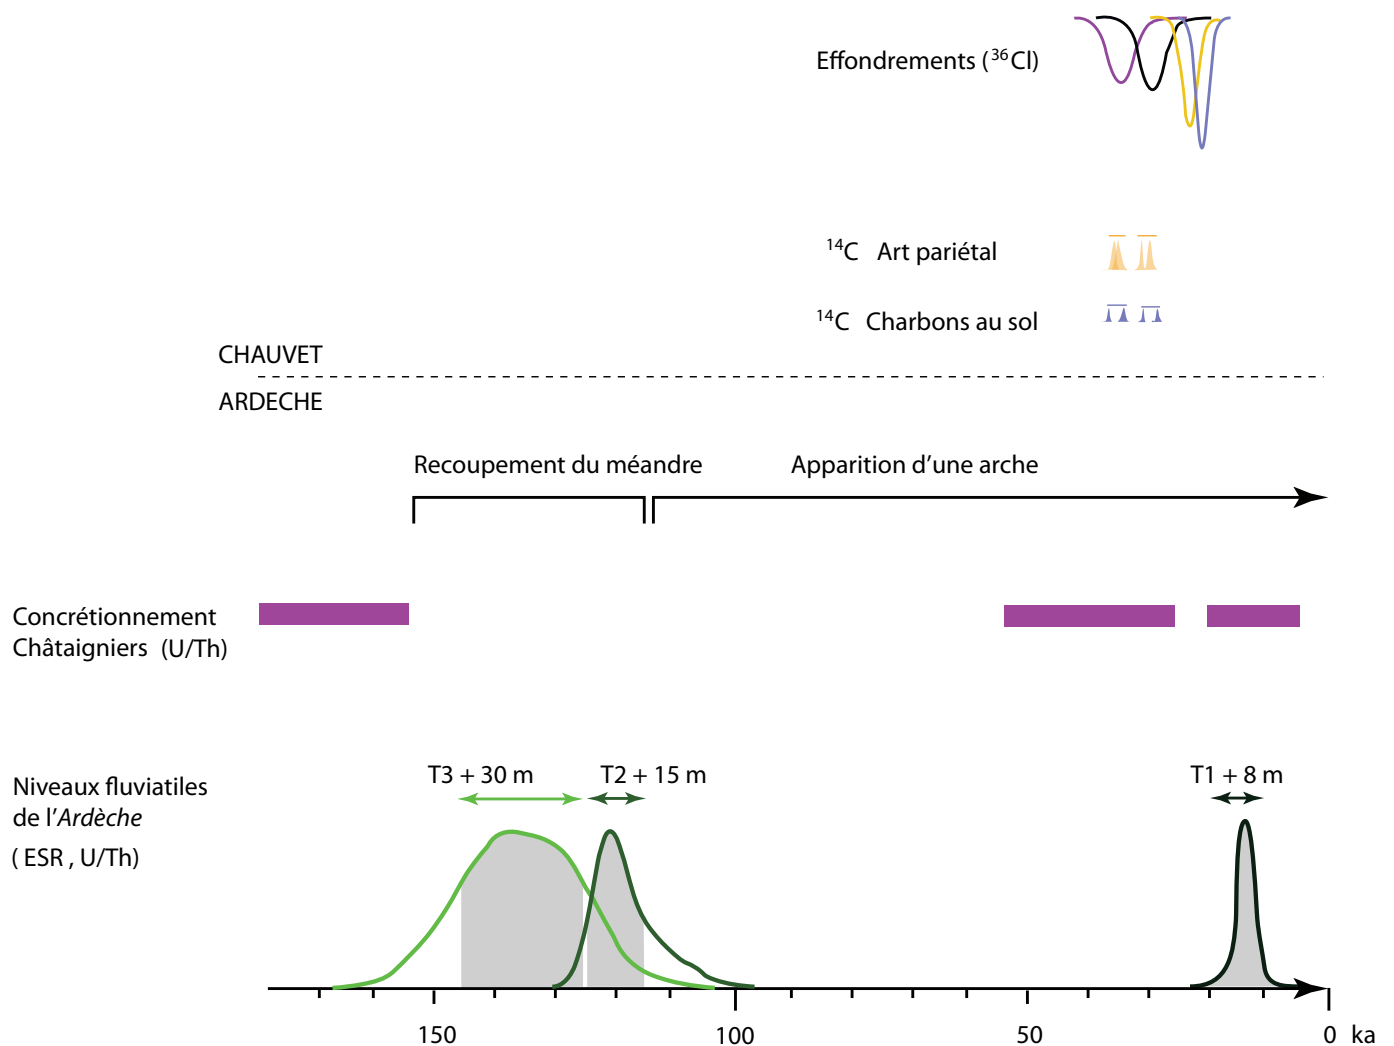 Effondrements (³⁶Cl)
¹⁴C Art pariétal
¹⁴C Charbons au sol
CHAUVET
ARDECHE
Recoupement du méandre
Apparition d'une arche
Concrétionnement
Châtaigniers (U/Th)
Niveaux fluviatiles
de l'Ardèche
( ESR , U/Th)
T3 + 30 m
T2 + 15 m
T1 + 8 m
150
100
50
0 ka